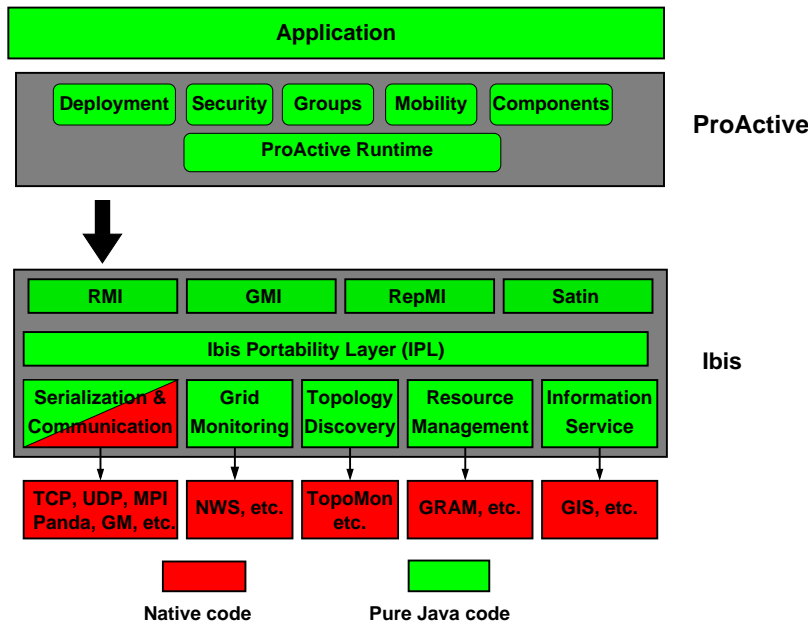 Application
Deployment
Security
Groups
Mobility
Components
ProActive Runtime
ProActive
RMI
GMI
RepMI
Satin
Ibis Portability Layer (IPL)
Ibis
Serialization &
Communication
Grid
Monitoring
Topology
Discovery
Resource
Management
Information
Service
TCP, UDP, MPI
Panda, GM, etc.
NWS, etc.
TopoMon
etc.
GRAM, etc.
GIS, etc.
Native code
Pure Java code